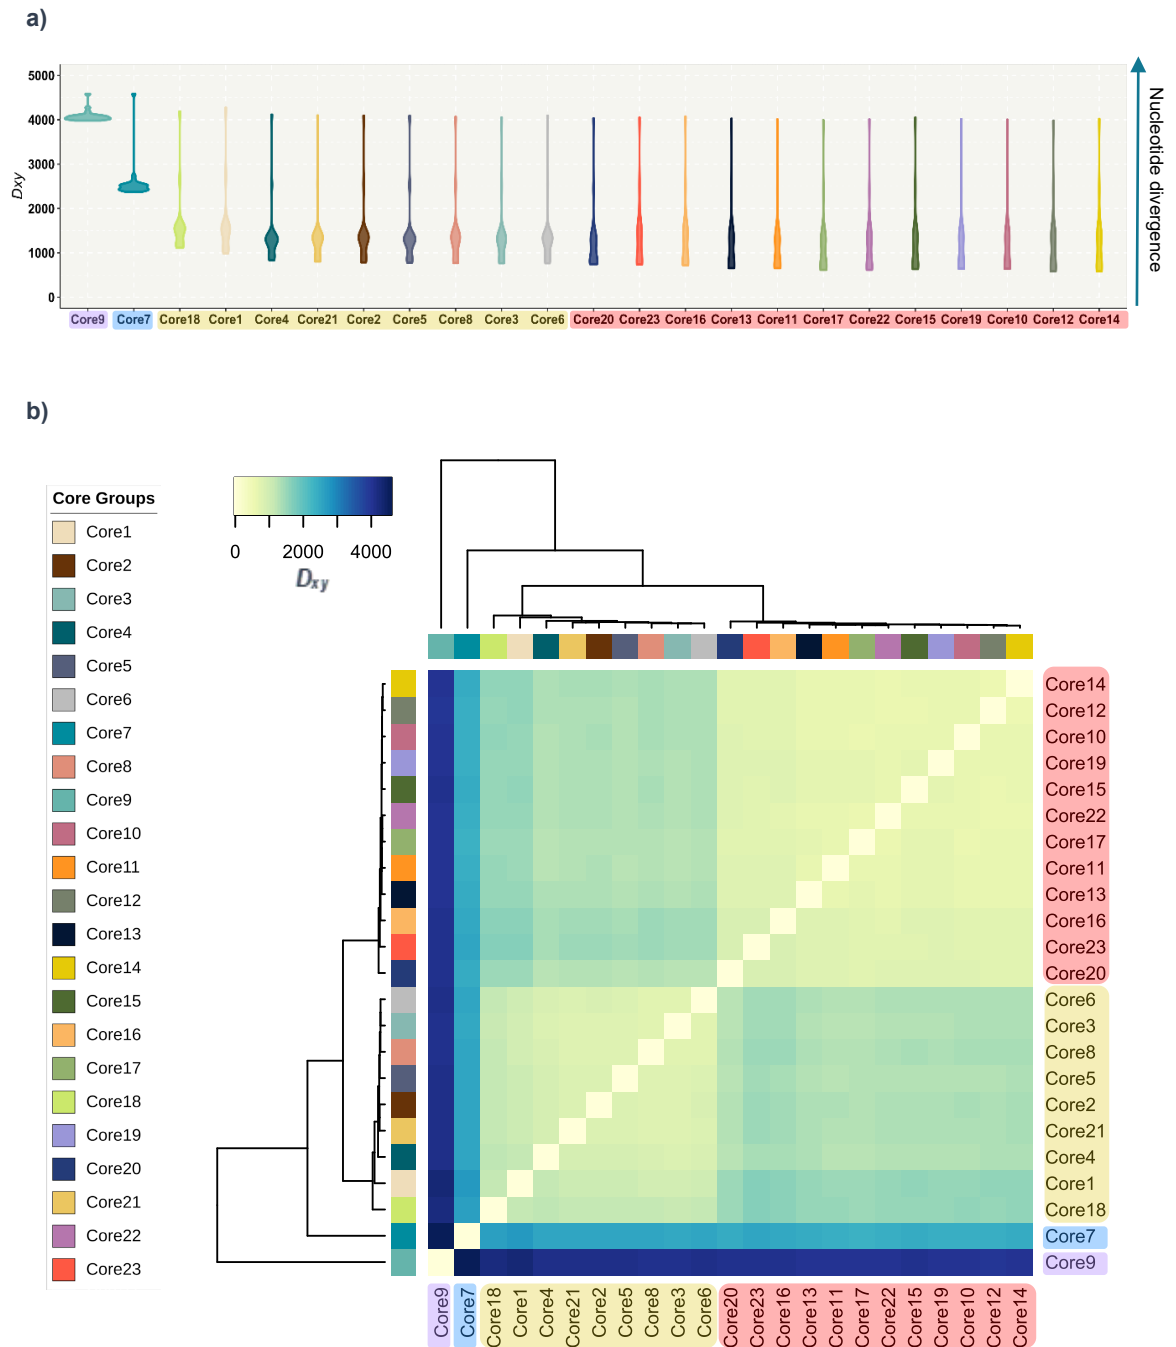 a)
5000
4000
3000
2000
1000
0
Dxy
Nucleotide divergence
Core9 Core7 Core18 Core1 Core4 Core21 Core2 Core5 Core8 Core3 Core6 Core20 Core23 Core16 Core13 Core11 Core17 Core22 Core15 Core19 Core10 Core12 Core14
b)
Core Groups
Core1
Core2
Core3
Core4
Core5
Core6
Core7
Core8
Core9
Core10
Core11
Core12
Core13
Core14
Core15
Core16
Core17
Core18
Core19
Core20
Core21
Core22
Core23
0 2000 4000
Dxy
Core14
Core12
Core10
Core19
Core15
Core22
Core17
Core11
Core13
Core16
Core23
Core20
Core6
Core3
Core8
Core5
Core2
Core21
Core4
Core1
Core18
Core7
Core9
Core9 Core7 Core18 Core1 Core4 Core21 Core2 Core5 Core8 Core3 Core6 Core20 Core23 Core16 Core13 Core11 Core17 Core22 Core15 Core19 Core10 Core12 Core14